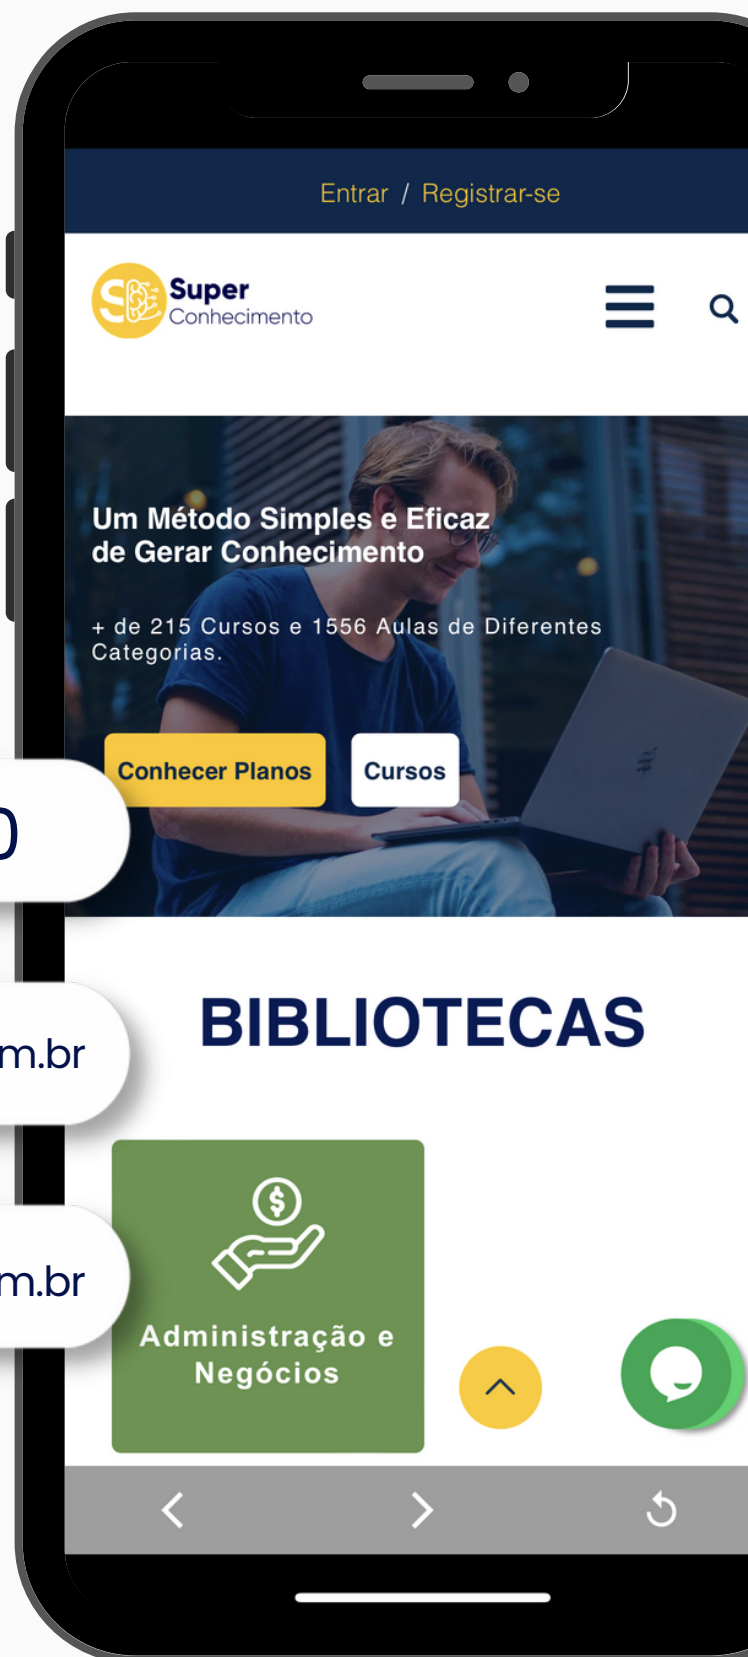 Entrar / Registrar-se
Super
Conhecimento
Um Método Simples e Eficaz
de Gerar Conhecimento
+ de 215 Cursos e 1556 Aulas de Diferentes
Categorias.
Conhecer Planos
Cursos
0
BIBLIOTECAS
m.br
m.br
Administração e
Negócios